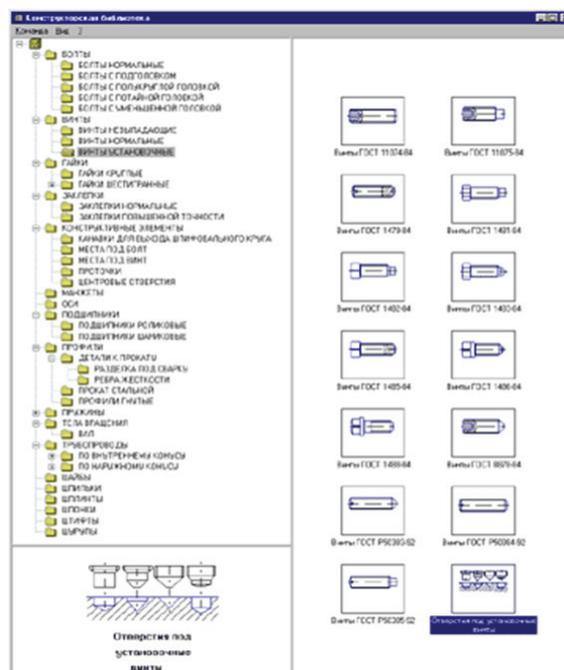 Конструкторская библиотека
Команда Вид ?
БОЛТЫ
БОЛТЫ НОРМАЛЬНЫЕ
БОЛТЫ С ПОДГОЛОВКОМ
БОЛТЫ С ПОЛУКРУГЛОЙ ГОЛОВКОЙ
БОЛТЫ С ПОТАЙНОЙ ГОЛОВКОЙ
БОЛТЫ С УМЕНЬШЕННОЙ ГОЛОВКОЙ
ВИНТЫ
ВИНТЫ НЕВЫПАДАЮЩИЕ
ВИНТЫ НОРМАЛЬНЫЕ
ВИНТЫ УСТАНОВОЧНЫЕ
ГАЙКИ
ГАЙКИ КРУГЛЫЕ
ГАЙКИ ШЕСТИГРАННЫЕ
ЗАКЛЕПКИ
ЗАКЛЕПКИ НОРМАЛЬНЫЕ
ЗАКЛЕПКИ ПОВЫШЕННОЙ ТОЧНОСТИ
КОНСТРУКТИВНЫЕ ЭЛЕМЕНТЫ
КАНАВКИ ДЛЯ ВЫХОДА ШЛИФОВАЛЬНОГО КРУГА
МЕСТА ПОД БОЛТ
МЕСТА ПОД ВИНТ
ПРОТОЧКИ
ЦЕНТРОВЫЕ ОТВЕРСТИЯ
МАНЖЕТЫ
ОСИ
ПОДШИПНИКИ
ПОДШИПНИКИ РОЛИКОВЫЕ
ПОДШИПНИКИ ШАРИКОВЫЕ
ПРОФИЛИ
ДЕТАЛИ К ПРОКАТУ
РАЗДЕЛКА ПОД СВАРКУ
РЕБРА ЖЕСТКОСТИ
ПРОКАТ СТАЛЬНОЙ
ПРОФИЛИ ГНУТЫЕ
ПРУЖИНЫ
ТЕЛА ВРАЩЕНИЯ
ВАЛ
ТРУБОПРОВОДЫ
ПО ВНУТРЕННЕМУ КОНУСУ
ПО НАРУЖНОМУ КОНУСУ
ШАЙБЫ
ШПИЛЬКИ
ШПЛИНТЫ
ШПОНКИ
ШТИФТЫ
ШУРУПЫ
Отверстия под
установочные
винты
Винты ГОСТ 11074-84
Винты ГОСТ 11075-84
Винты ГОСТ 1479-84
Винты ГОСТ 1481-84
Винты ГОСТ 1482-84
Винты ГОСТ 1483-84
Винты ГОСТ 1485-84
Винты ГОСТ 1486-84
Винты ГОСТ 1488-84
Винты ГОСТ 8878-84
Винты ГОСТ Р50383-92
Винты ГОСТ Р50384-92
Винты ГОСТ Р50385-92
Отверстия под установочные
винты